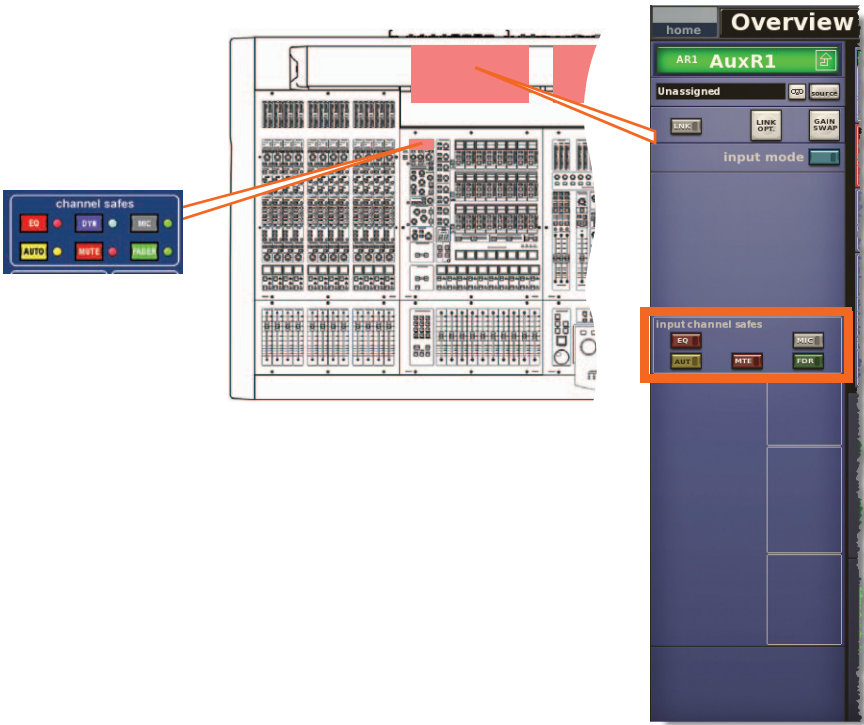 channel safes
EQ DYN MIC
AUTO MUTE FADER
home Overview
AR1 AuxR1
Unassigned source
LNK LINK OPT. GAIN SWAP
input mode
input channel safes
EQ MIC
AUT MTE FDR